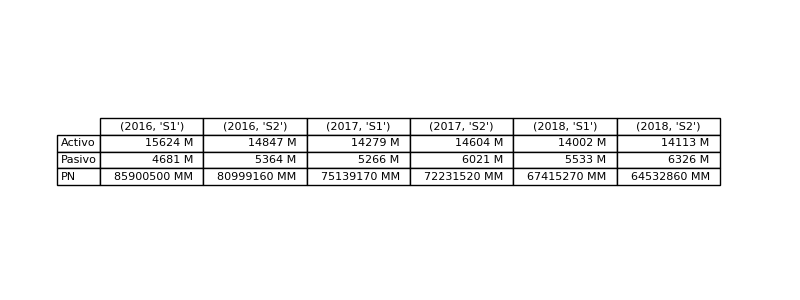 (2016, 'S1') (2016, 'S2') (2017, 'S1') (2017, 'S2') (2018, 'S1') (2018, 'S2')
Activo 15624 M 14847 M 14279 M 14604 M 14002 M 14113 M
Pasivo 4681 M 5364 M 5266 M 6021 M 5533 M 6326 M
PN 85900500 MM 80999160 MM 75139170 MM 72231520 MM 67415270 MM 64532860 MM